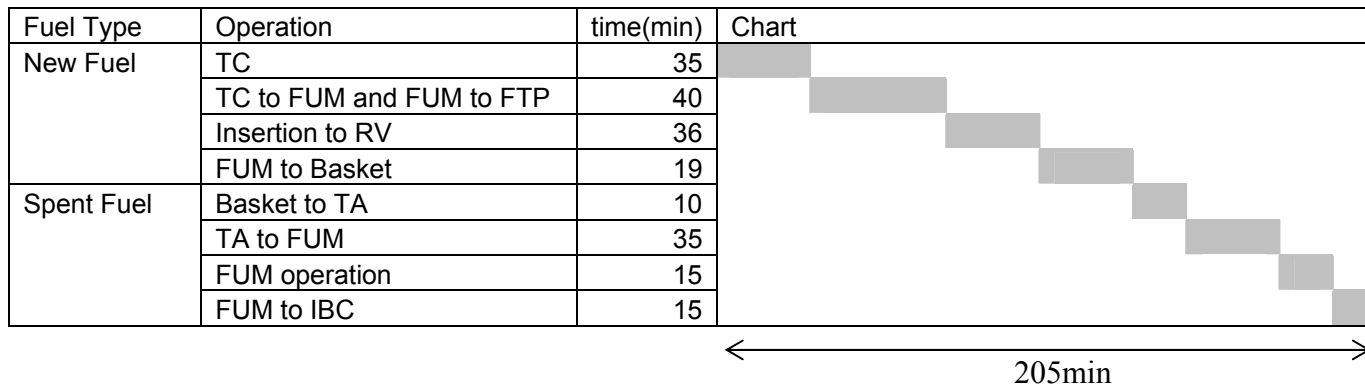 Fuel Type Operation time(min) Chart
New Fuel TC 35
TC to FUM and FUM to FTP 40
Insertion to RV 36
FUM to Basket 19
Spent Fuel Basket to TA 10
TA to FUM 35
FUM operation 15
FUM to IBC 15
205min